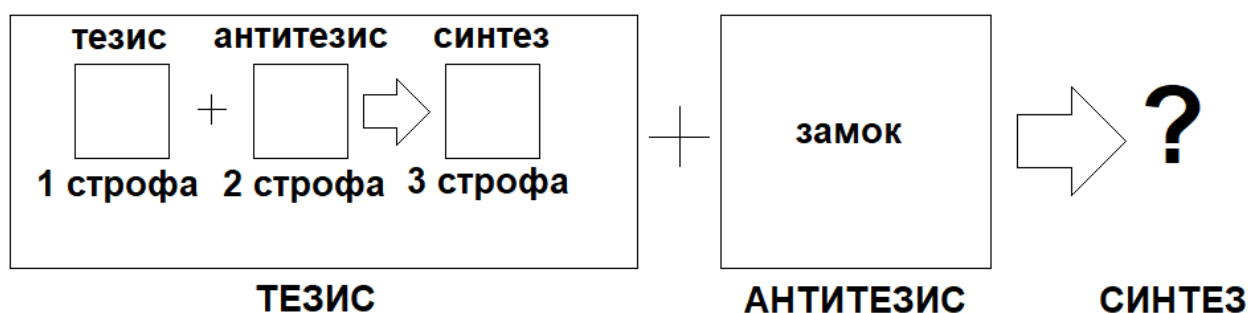 тезис антитезис синтез
1 строфа 2 строфа 3 строфа
замок
?
ТЕЗИС АНТИТЕЗИС СИНТЕЗ